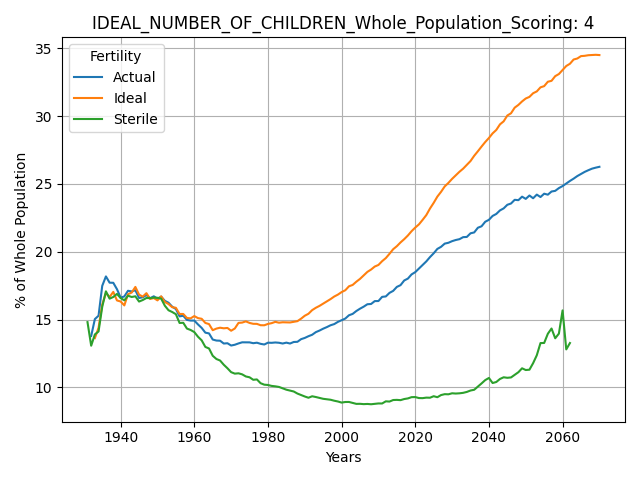 IDEAL_NUMBER_OF_CHILDREN_Whole_Population_Scoring: 4
Fertility
Actual
Ideal
Sterile
% of Whole Population
35
30
25
20
15
10
1940
1960
1980
2000
2020
2040
2060
Years